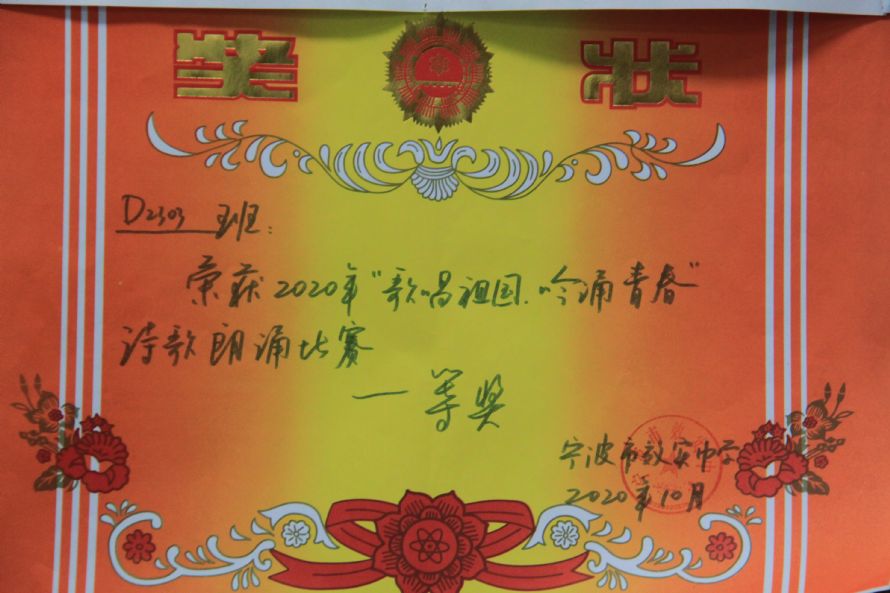 奖状
D2303 班:
荣获2020年"歌唱祖国.吟诵青春"
诗歌朗诵比赛
一等奖
宁波市效实中学
2020年10月